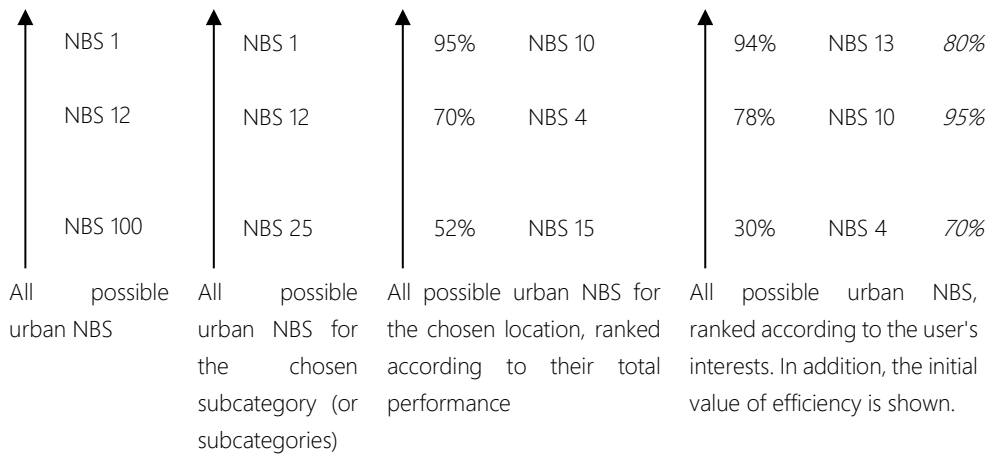 NBS 1
NBS 12
NBS 100
All possible
urban NBS
NBS 1
NBS 12
NBS 25
All possible
urban NBS for
the chosen
subcategory (or
subcategories)
95% NBS 10
70% NBS 4
52% NBS 15
All possible urban NBS for
the chosen location, ranked
according to their total
performance
94% NBS 13 80%
78% NBS 10 95%
30% NBS 4 70%
All possible urban NBS,
ranked according to the user's
interests. In addition, the initial
value of efficiency is shown.